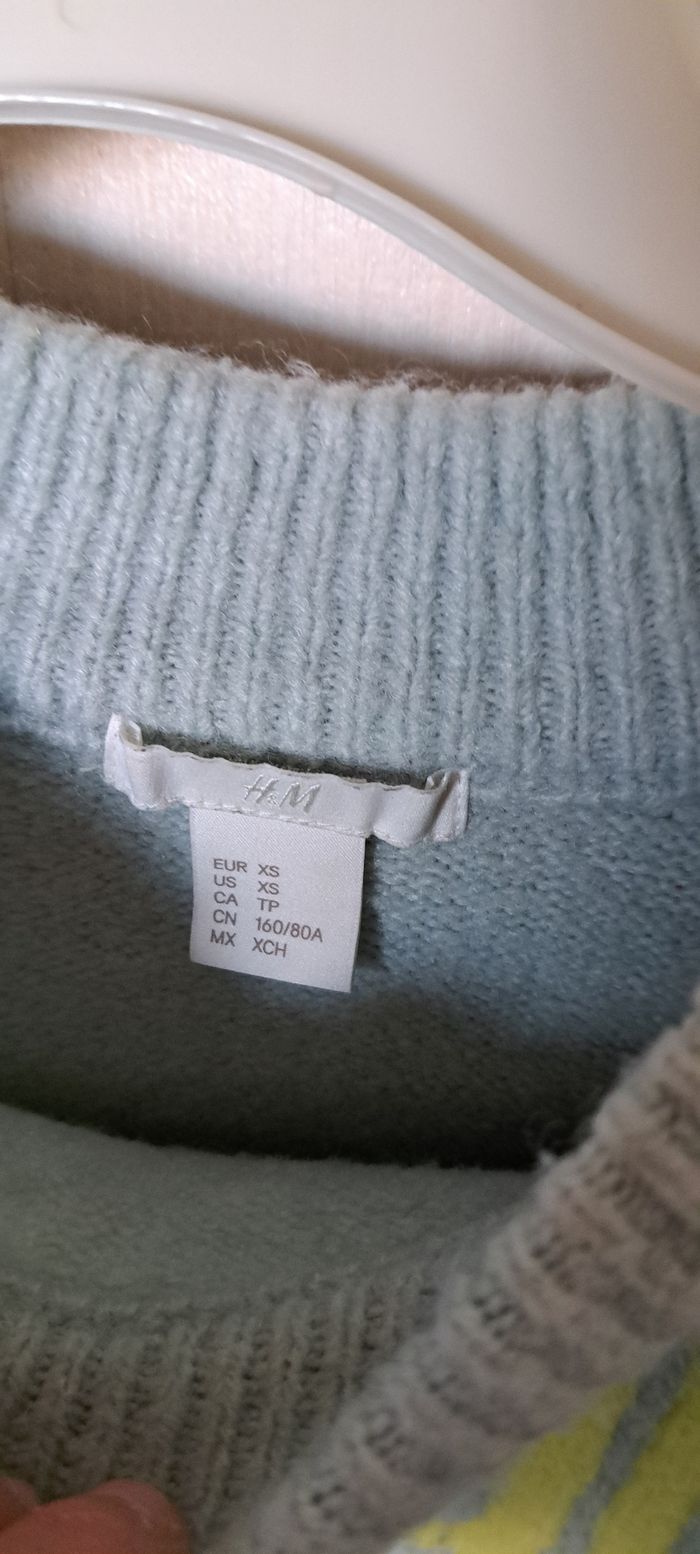 H&M
EUR XS
US XS
CA TP
CN 160/80A
MX XCH